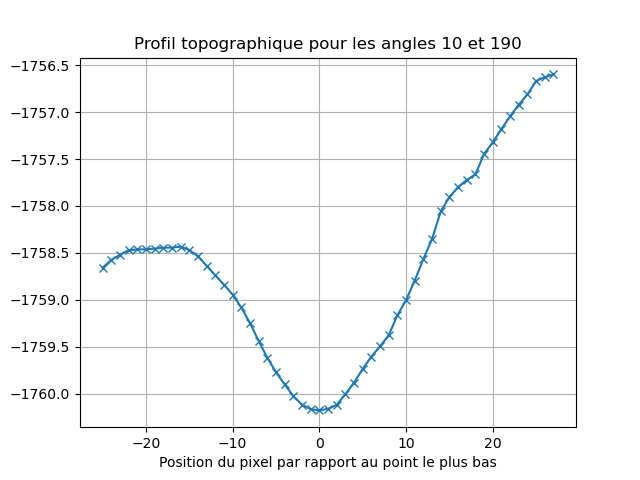 Profil topographique pour les angles 10 et 190
−1756.5
−1757.0
−1757.5
−1758.0
−1758.5
−1759.0
−1759.5
−1760.0
−20 −10 0 10 20
Position du pixel par rapport au point le plus bas